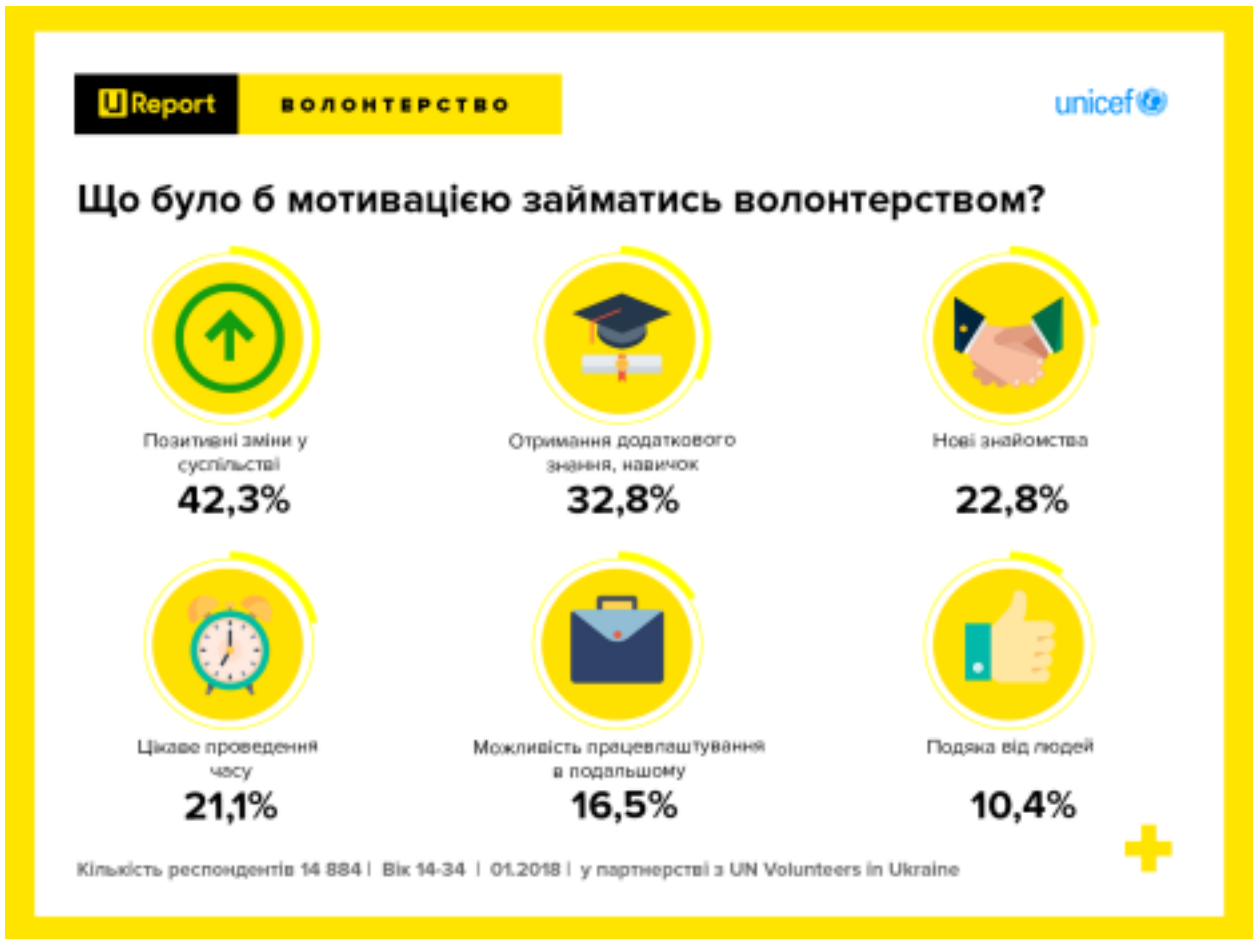 U Report
ВОЛОНТЕРСТВО
unicef
Що було б мотивацією займатись волонтерством?
Позитивні зміни у
суспільстві
42,3%
Отримання додаткового
знання, навичок
32,8%
Нові знайомства
22,8%
Цікаве проведення
часу
21,1%
Можливість працевлаштування
в подальшому
16,5%
Подяка від людей
10,4%
Кількість респондентів 14 884 | Вік 14-34 | 01.2018 | у партнерстві з UN Volunteers in Ukraine